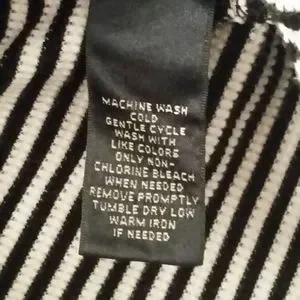 MACHINE WASH
COLD
GENTLE CYCLE
WASH WITH
LIKE COLORS
ONLY NON-
CHLORINE BLEACH
WHEN NEEDED
REMOVE PROMPTLY
TUMBLE DRY LOW
WARM IRON
IF NEEDED